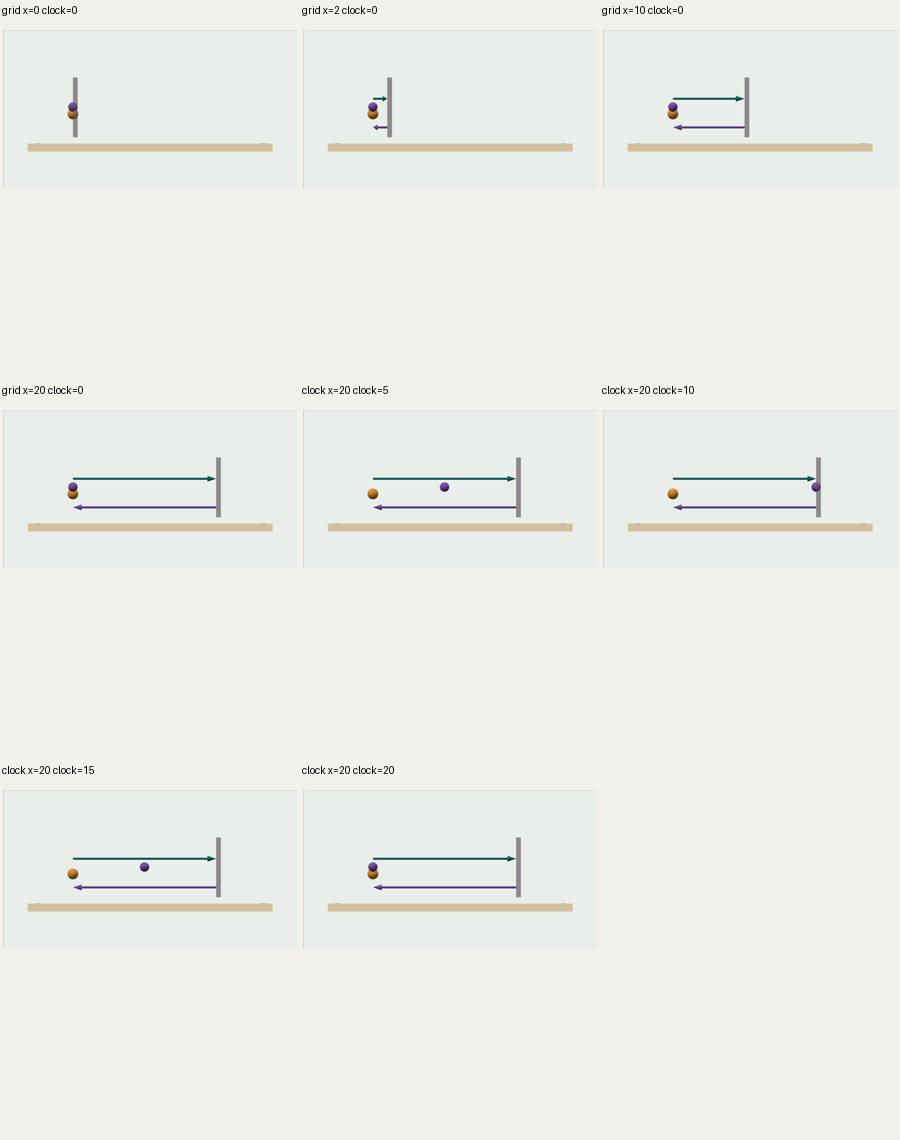 grid x=0 clock=0
grid x=2 clock=0
grid x=10 clock=0
grid x=20 clock=0
clock x=20 clock=5
clock x=20 clock=10
clock x=20 clock=15
clock x=20 clock=20